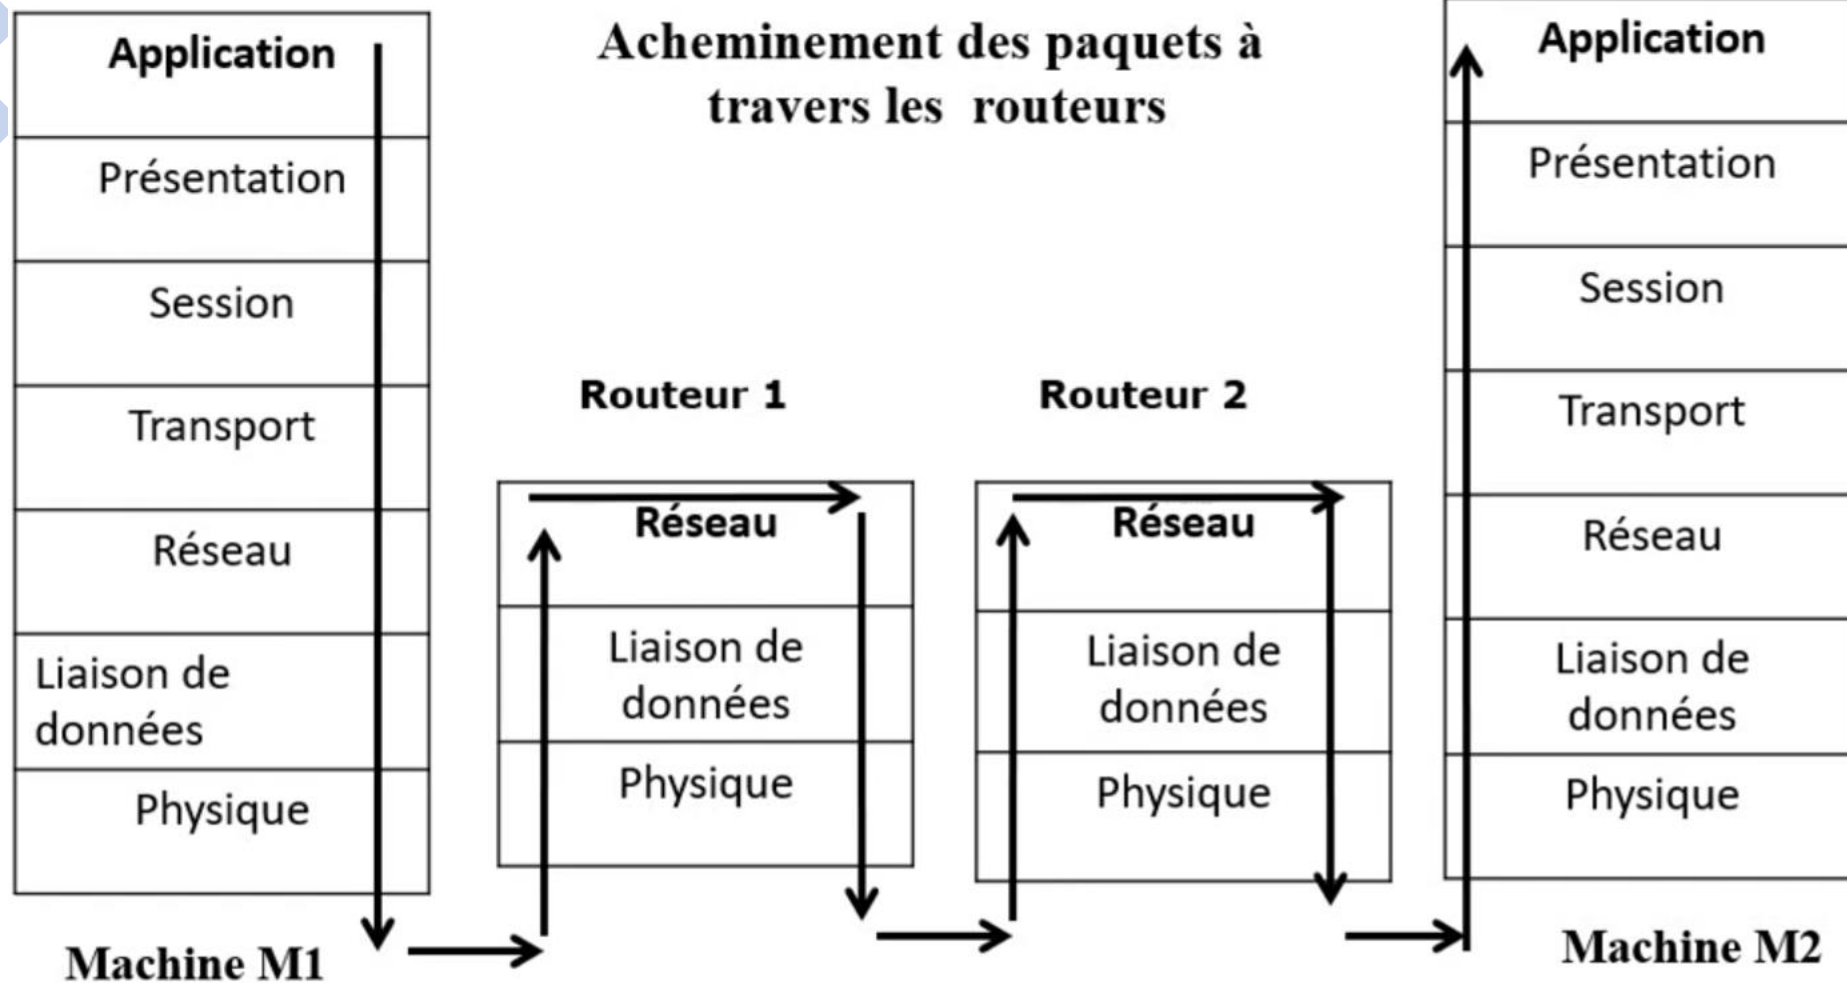 Acheminement des paquets à
travers les routeurs
Application
Présentation
Session
Transport
Réseau
Liaison de
données
Physique
Machine M1
Routeur 1
Réseau
Liaison de
données
Physique
Routeur 2
Réseau
Liaison de
données
Physique
Application
Présentation
Session
Transport
Réseau
Liaison de
données
Physique
Machine M2